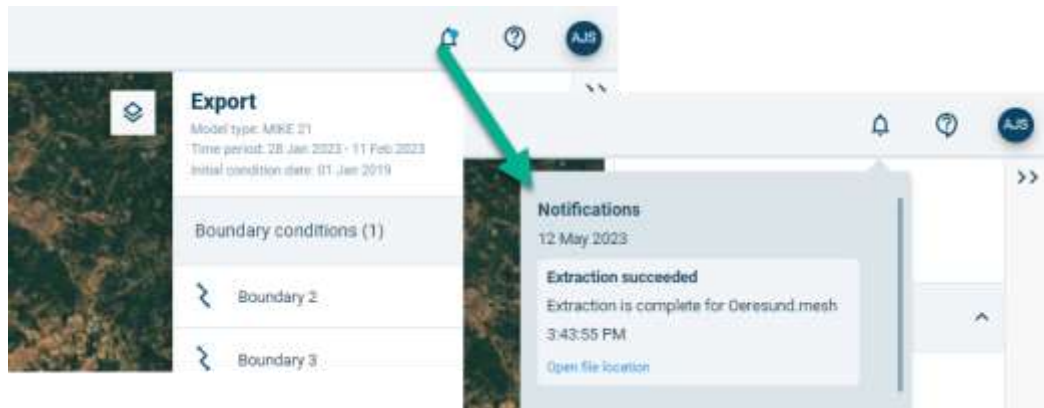 AJS
Export
Model type: MIKE 21
Time period: 28 Jan 2023 - 11 Feb 2023
Initial condition date: 01 Jan 2019
Boundary conditions (1)
Boundary 2
Boundary 3
AJS
Notifications
12 May 2023
Extraction succeeded
Extraction is complete for Oeresund.mesh
3:43:55 PM
Open file location